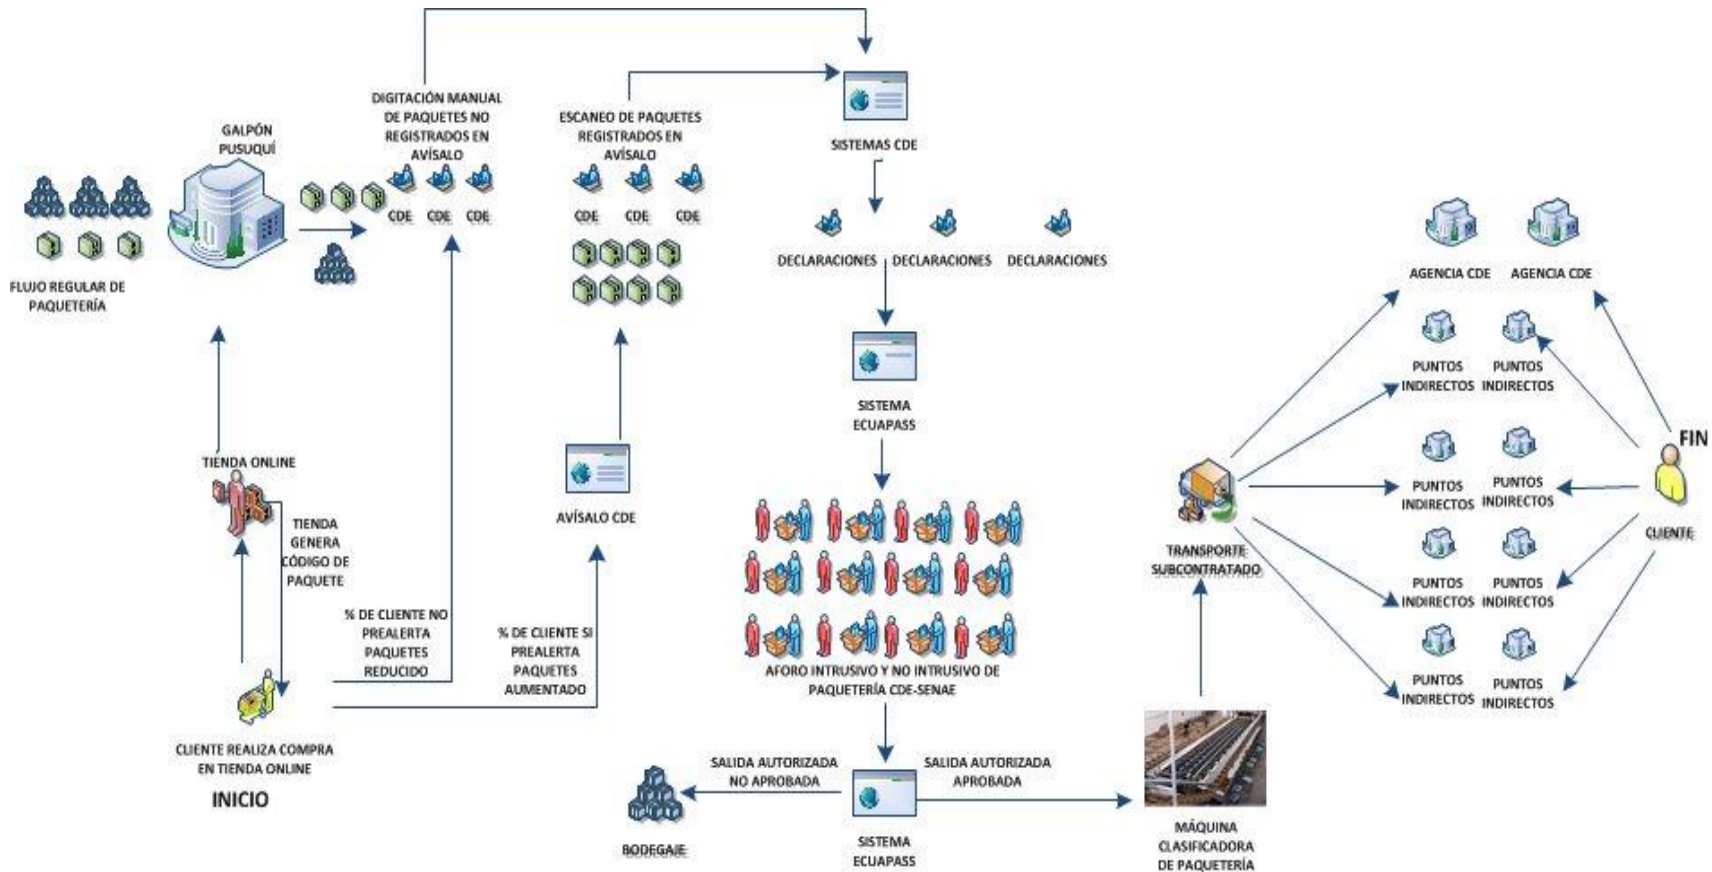 GALPÓN
PUSUQUÍ
FLUJO REGULAR DE
PAQUETERÍA
DIGITACIÓN MANUAL
DE PAQUETES NO
REGISTRADOS EN
AVÍSALO
CDE CDE CDE
ESCANEO DE PAQUETES
REGISTRADOS EN
AVÍSALO
CDE CDE CDE
SISTEMAS CDE
DECLARACIONES DECLARACIONES DECLARACIONES
SISTEMA
ECUAPASS
TIENDA ONLINE
TIENDA
GENERA
CÓDIGO DE
PAQUETE
AVÍSALO CDE
% DE CLIENTE NO
PREALERTA
PAQUETES
REDUCIDO
% DE CLIENTE SI
PREALERTA
PAQUETES
AUMENTADO
CLIENTE REALIZA COMPRA
EN TIENDA ONLINE
INICIO
AFORO INTRUSIVO Y NO INTRUSIVO DE
PAQUETERÍA CDE-SENAE
SALIDA AUTORIZADA
NO APROBADA
SALIDA AUTORIZADA
APROBADA
BODEGAJE
SISTEMA
ECUAPASS
MÁQUINA
CLASIFICADORA
DE PAQUETERÍA
TRANSPORTE
SUBCONTRATADO
AGENCIA CDE AGENCIA CDE
PUNTOS PUNTOS
INDIRECTOS INDIRECTOS
PUNTOS PUNTOS
INDIRECTOS INDIRECTOS
PUNTOS PUNTOS
INDIRECTOS INDIRECTOS
PUNTOS PUNTOS
INDIRECTOS INDIRECTOS
FIN
CLIENTE